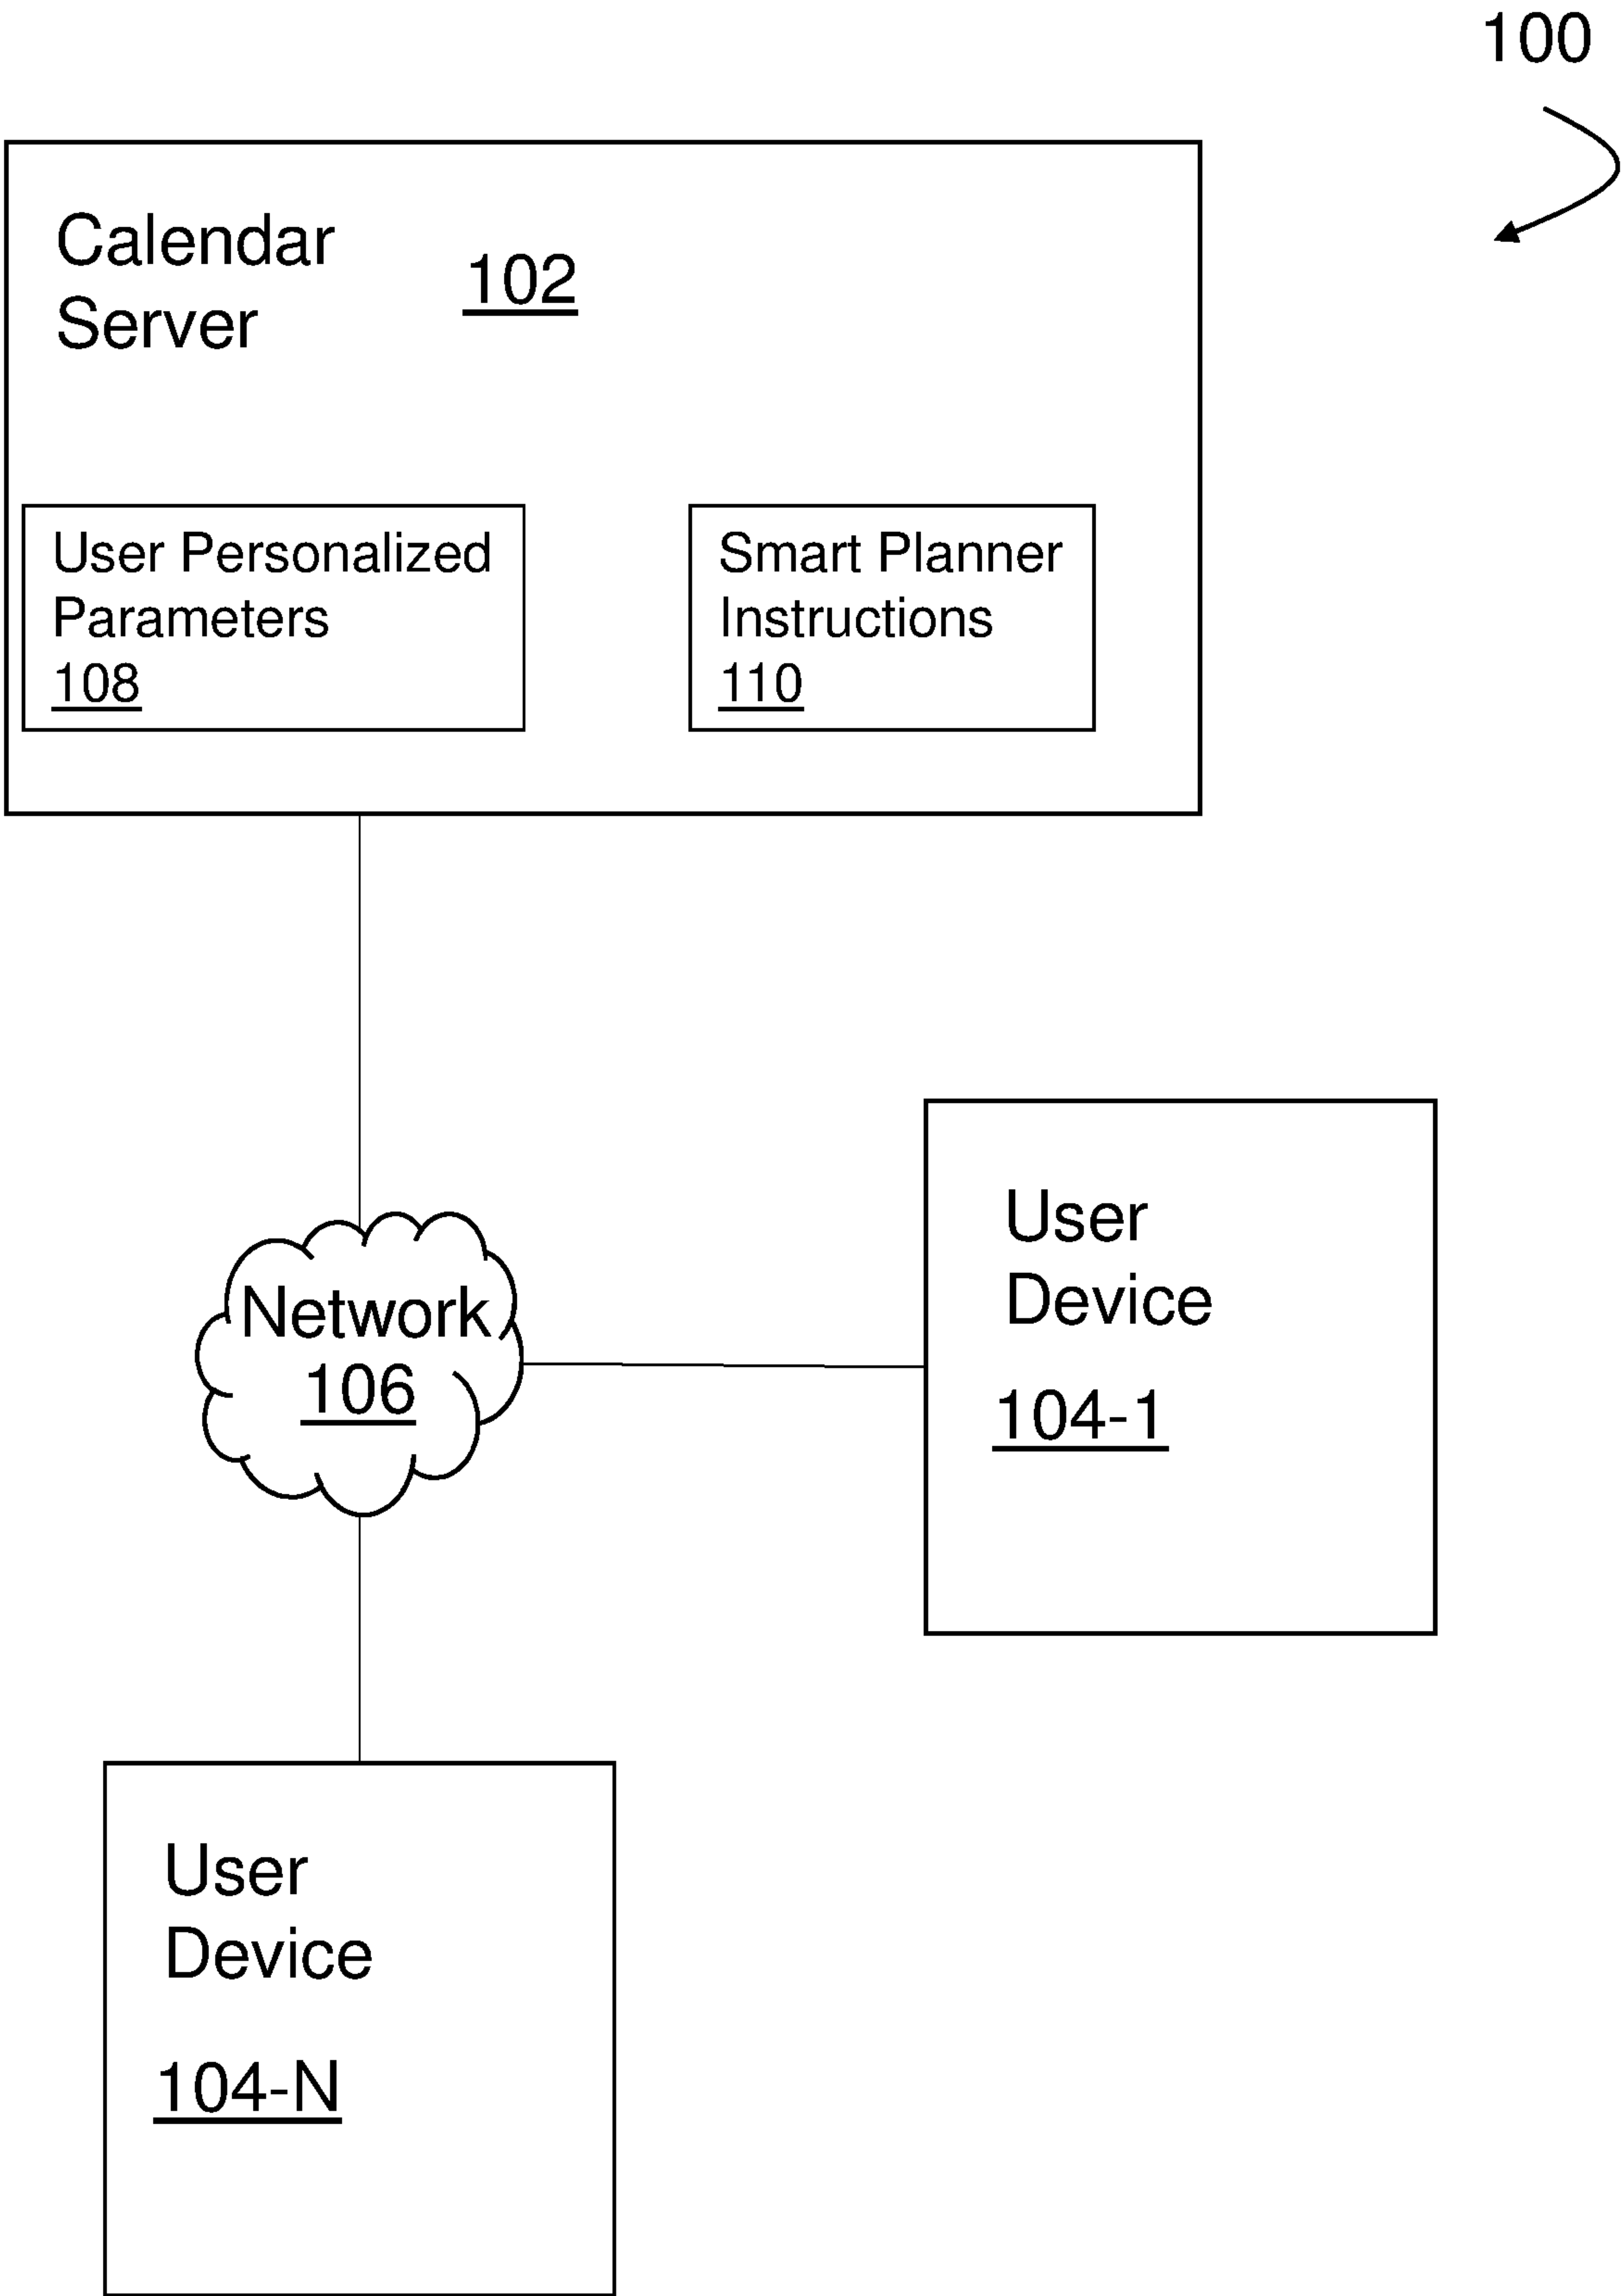 100
Calendar
Server
102
User Personalized
Parameters
108
Smart Planner
Instructions
110
Network
106
User
Device
104-1
User
Device
104-N